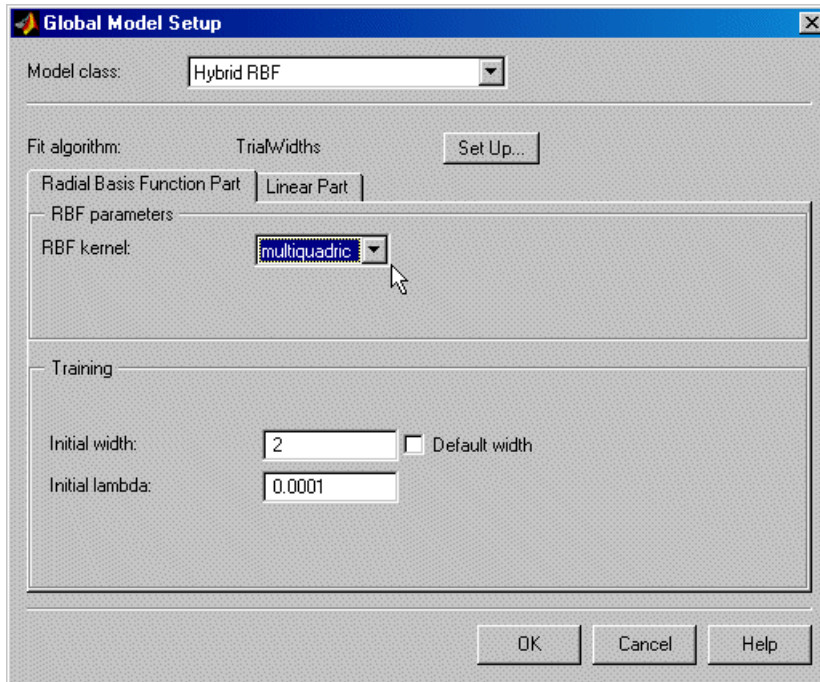 Global Model Setup
Model class: Hybrid RBF
Fit algorithm: TrialWidths Set Up...
Radial Basis Function Part Linear Part
RBF parameters
RBF kernel: multiquadric
Training
Initial width: 2 Default width
Initial lambda: 0.0001
OK Cancel Help